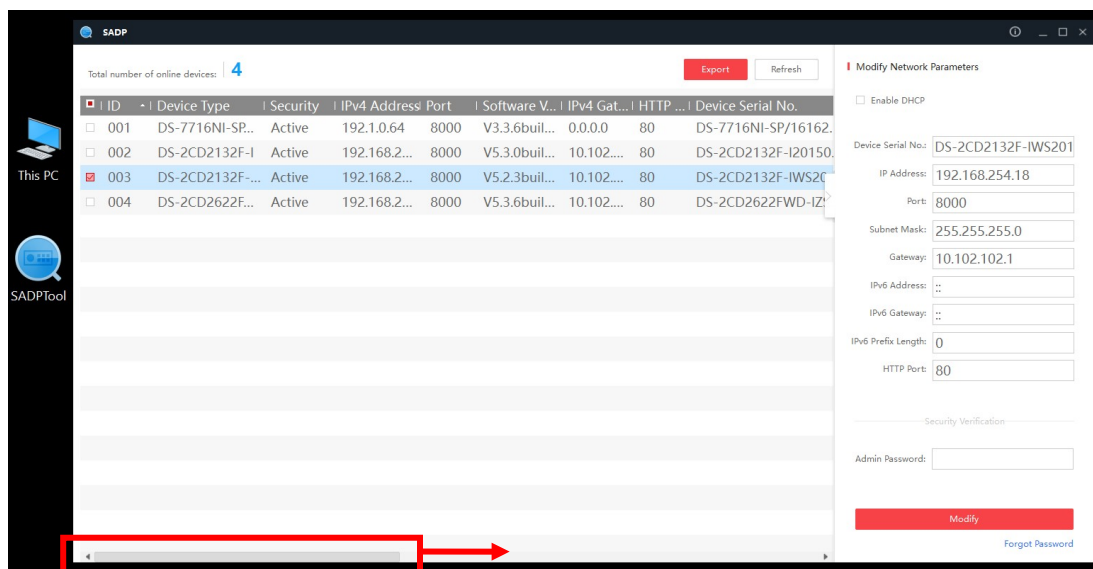 SADP
Total number of online devices: 4
Export
Refresh
ID Device Type Security IPv4 Address Port Software V... IPv4 Gat... HTTP ... Device Serial No.
001 DS-7716NI-SP... Active 192.1.0.64 8000 V3.3.6buil... 0.0.0.0 80 DS-7716NI-SP/16162.
002 DS-2CD2132F-I Active 192.168.2... 8000 V5.3.0buil... 10.102.... 80 DS-2CD2132F-I20150.
003 DS-2CD2132F-... Active 192.168.2... 8000 V5.2.3buil... 10.102.... 80 DS-2CD2132F-IWS20
004 DS-2CD2622F... Active 192.168.2... 8000 V5.3.6buil... 10.102.... 80 DS-2CD2622FWD-IZS
This PC
SADPTool
Modify Network Parameters
Enable DHCP
Device Serial No.: DS-2CD2132F-IWS201
IP Address: 192.168.254.18
Port: 8000
Subnet Mask: 255.255.255.0
Gateway: 10.102.102.1
IPv6 Address: ::
IPv6 Gateway: ::
IPv6 Prefix Length: 0
HTTP Port: 80
Security Verification
Admin Password:
Modify
Forgot Password